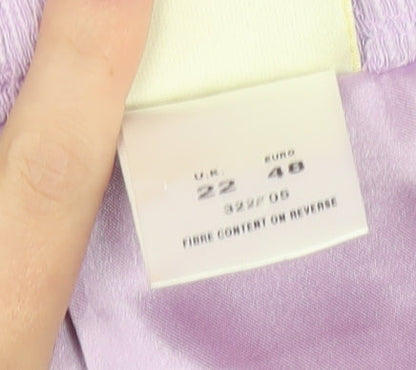 U.K. EURO
22 48
322/ 05
FIBRE CONTENT ON REVERSE